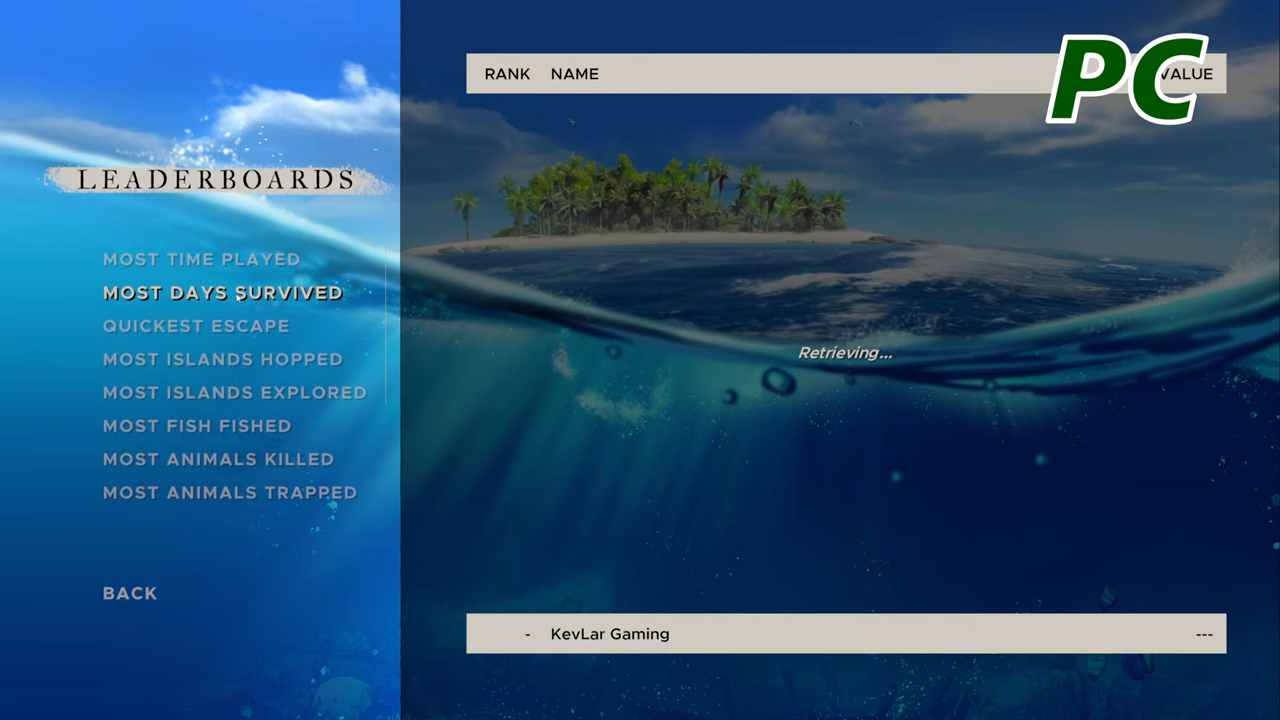 LEADERBOARDS
MOST TIME PLAYED
MOST DAYS SURVIVED
QUICKEST ESCAPE
MOST ISLANDS HOPPED
MOST ISLANDS EXPLORED
MOST FISH FISHED
MOST ANIMALS KILLED
MOST ANIMALS TRAPPED
BACK
RANK NAME VALUE
PC
Retrieving...
- KevLar Gaming ---